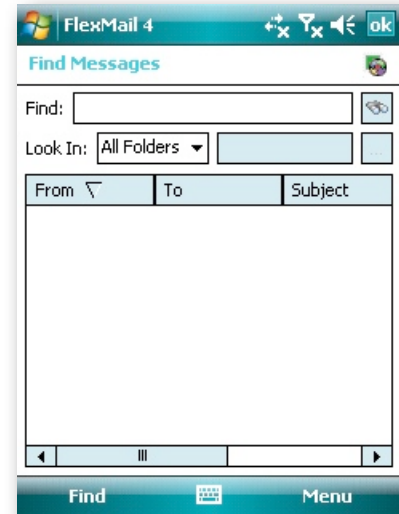 FlexMail 4 ok
Find Messages
Find:
Look In: All Folders ...
From To Subject
Find Menu